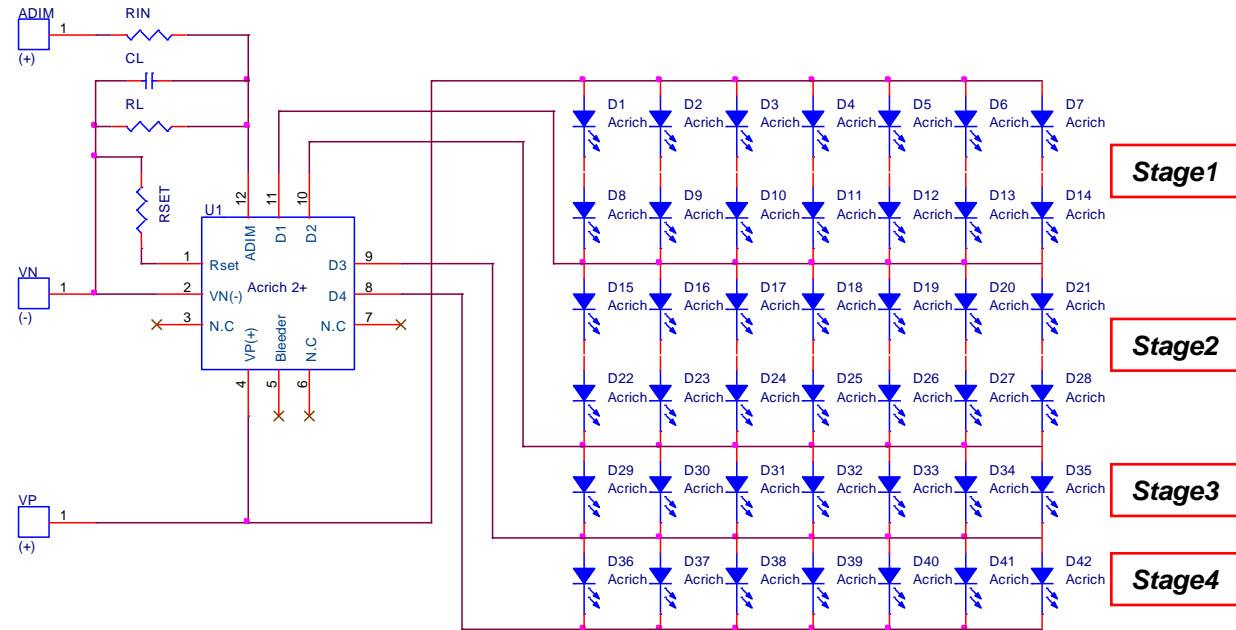 ADIM
1
(+)
RIN
CL
RL
RSET
U1
12
11
10
ADIM
D1
D2
1
Rset
D3
9
VN
1
(-)
2
VN(-)
Acrich 2+
D4
8
3
N.C
N.C
7
VP(+)
Bleeder
N.C
4
5
6
VP
1
(+)
D1
Acrich
D2
Acrich
D3
Acrich
D4
Acrich
D5
Acrich
D6
Acrich
D7
Acrich
D8
Acrich
D9
Acrich
D10
Acrich
D11
Acrich
D12
Acrich
D13
Acrich
D14
Acrich
Stage1
D15
Acrich
D16
Acrich
D17
Acrich
D18
Acrich
D19
Acrich
D20
Acrich
D21
Acrich
D22
Acrich
D23
Acrich
D24
Acrich
D25
Acrich
D26
Acrich
D27
Acrich
D28
Acrich
Stage2
D29
Acrich
D30
Acrich
D31
Acrich
D32
Acrich
D33
Acrich
D34
Acrich
D35
Acrich
Stage3
D36
Acrich
D37
Acrich
D38
Acrich
D39
Acrich
D40
Acrich
D41
Acrich
D42
Acrich
Stage4